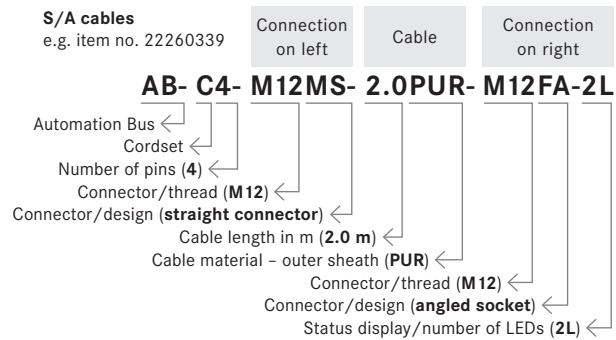 S/A cables
e.g. item no. 22260339
Connection
on left
Cable
Connection
on right
AB- C4- M12MS- 2.0PUR- M12FA-2L
Automation Bus
Cordset
Number of pins (4)
Connector/thread (M12)
Connector/design (straight connector)
Cable length in m (2.0 m)
Cable material – outer sheath (PUR)
Connector/thread (M12)
Connector/design (angled socket)
Status display/number of LEDs (2L)